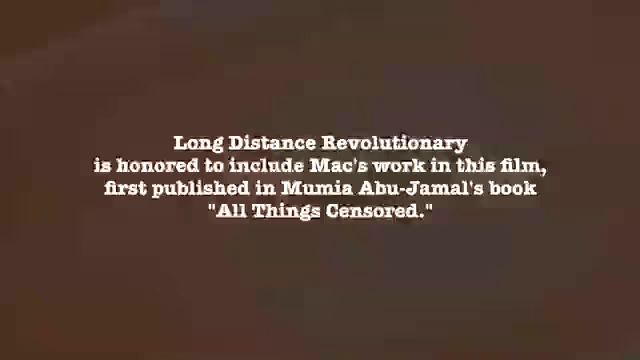 Long Distance Revolutionary
is honored to include Mac's work in this film,
first published in Mumia Abu-Jamal's book
"All Things Censored."